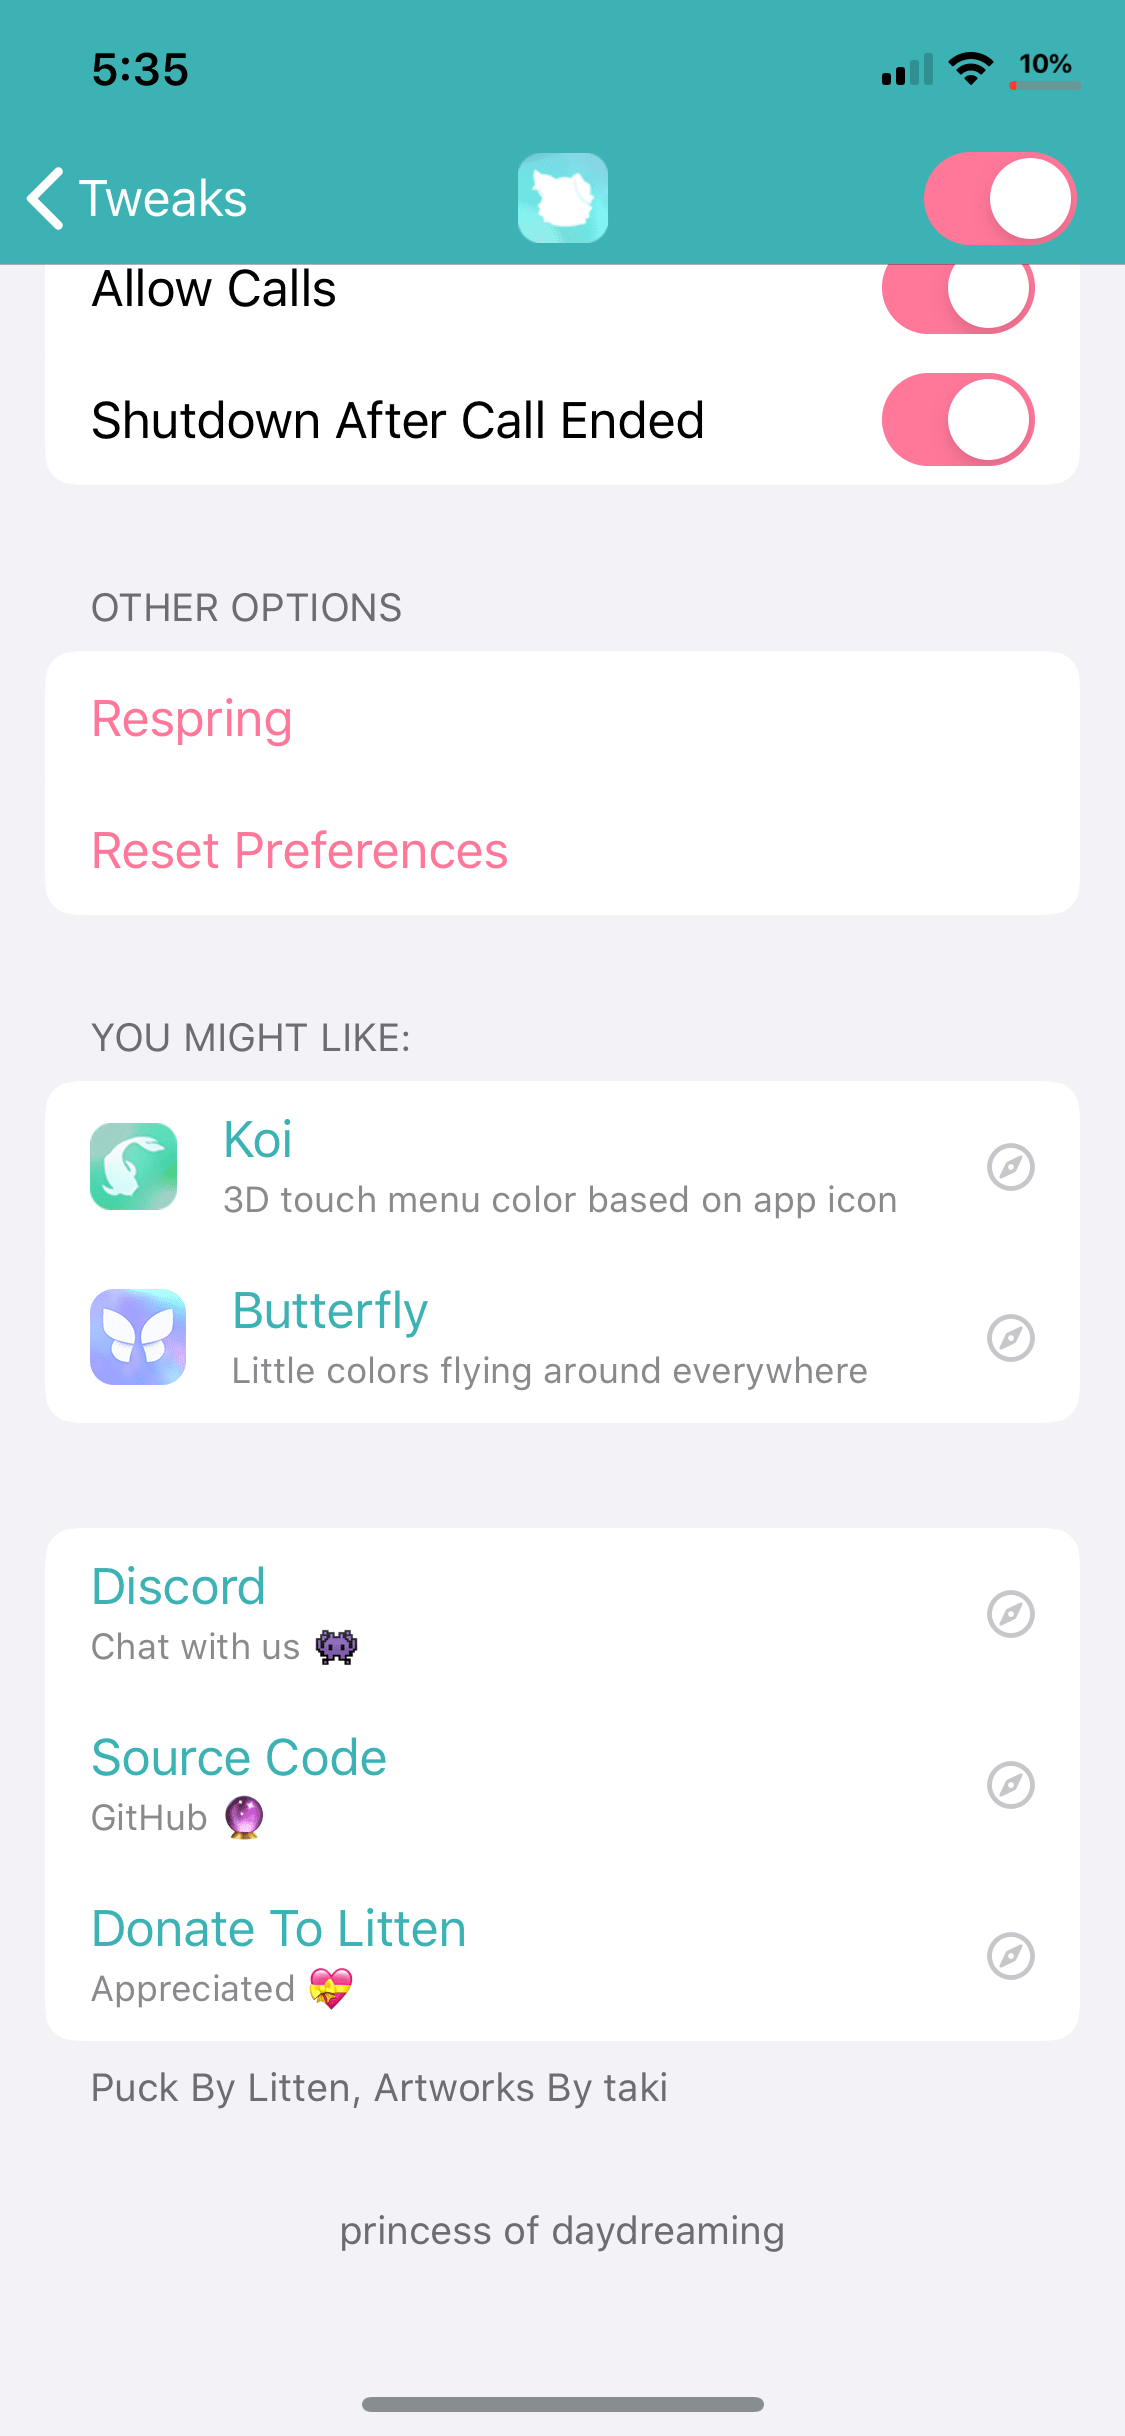 5:35
10%
Tweaks
Allow Calls
Shutdown After Call Ended
OTHER OPTIONS
Respring
Reset Preferences
YOU MIGHT LIKE:
Koi
3D touch menu color based on app icon
Butterfly
Little colors flying around everywhere
Discord
Chat with us 👾
Source Code
GitHub 🔮
Donate To Litten
Appreciated 💝
Puck By Litten, Artworks By taki
princess of daydreaming